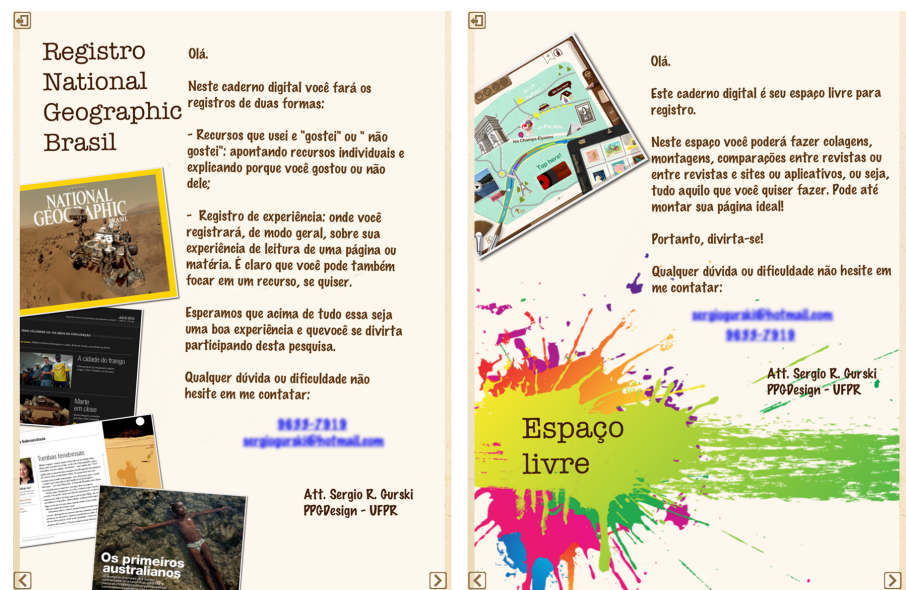 Registro
National
Geographic
Brasil
Olá.
Neste caderno digital você fará os
registros de duas formas:
- Recursos que usei e "gostei" ou " não
gostei": apontando recursos individuais e
explicando porque você gostou ou não
dele;
- Registro de experiência: onde você
registrará, de modo geral, sobre sua
experiência de leitura de uma página ou
matéria. É claro que você pode também
focar em um recurso, se quiser.
Esperamos que acima de tudo essa seja
uma boa experiência e quevocê se divirta
participando desta pesquisa.
Qualquer dúvida ou dificuldade não
hesite em me contatar:
Att. Sergio R. Gurski
PPGDesign - UFPR
NATIONAL
GEOGRAPHIC
BRASIL
A cidade do frango
Marte
em close
Tumbas tenebrosas
Os primeiros
australianos
Olá.
Este caderno digital é seu espaço livre para
registro.
Neste espaço você poderá fazer colagens,
montagens, comparações entre revistas ou
entre revistas e sites ou aplicativos, ou seja,
tudo aquilo que você quiser fazer. Pode até
montar sua página ideal!
Portanto, divirta-se!
Qualquer dúvida ou dificuldade não hesite em
me contatar:
Att. Sergio R. Gurski
PPGDesign - UFPR
les Champs-Élysées
Tap here!
Espaço
livre